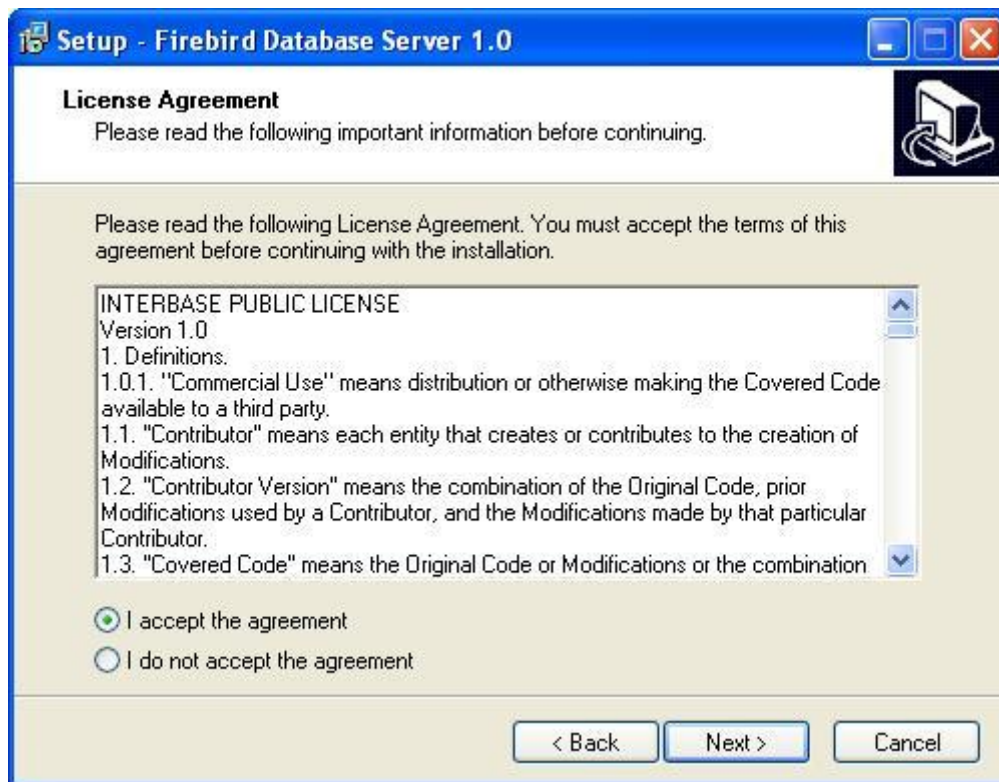 Setup - Firebird Database Server 1.0
License Agreement
Please read the following important information before continuing.
Please read the following License Agreement. You must accept the terms of this
agreement before continuing with the installation.
INTERBASE PUBLIC LICENSE
Version 1.0
1. Definitions.
1.0.1. "Commercial Use" means distribution or otherwise making the Covered Code
available to a third party.
1.1. "Contributor" means each entity that creates or contributes to the creation of
Modifications.
1.2. "Contributor Version" means the combination of the Original Code, prior
Modifications used by a Contributor, and the Modifications made by that particular
Contributor.
1.3. "Covered Code" means the Original Code or Modifications or the combination
I accept the agreement
I do not accept the agreement
< Back Next > Cancel